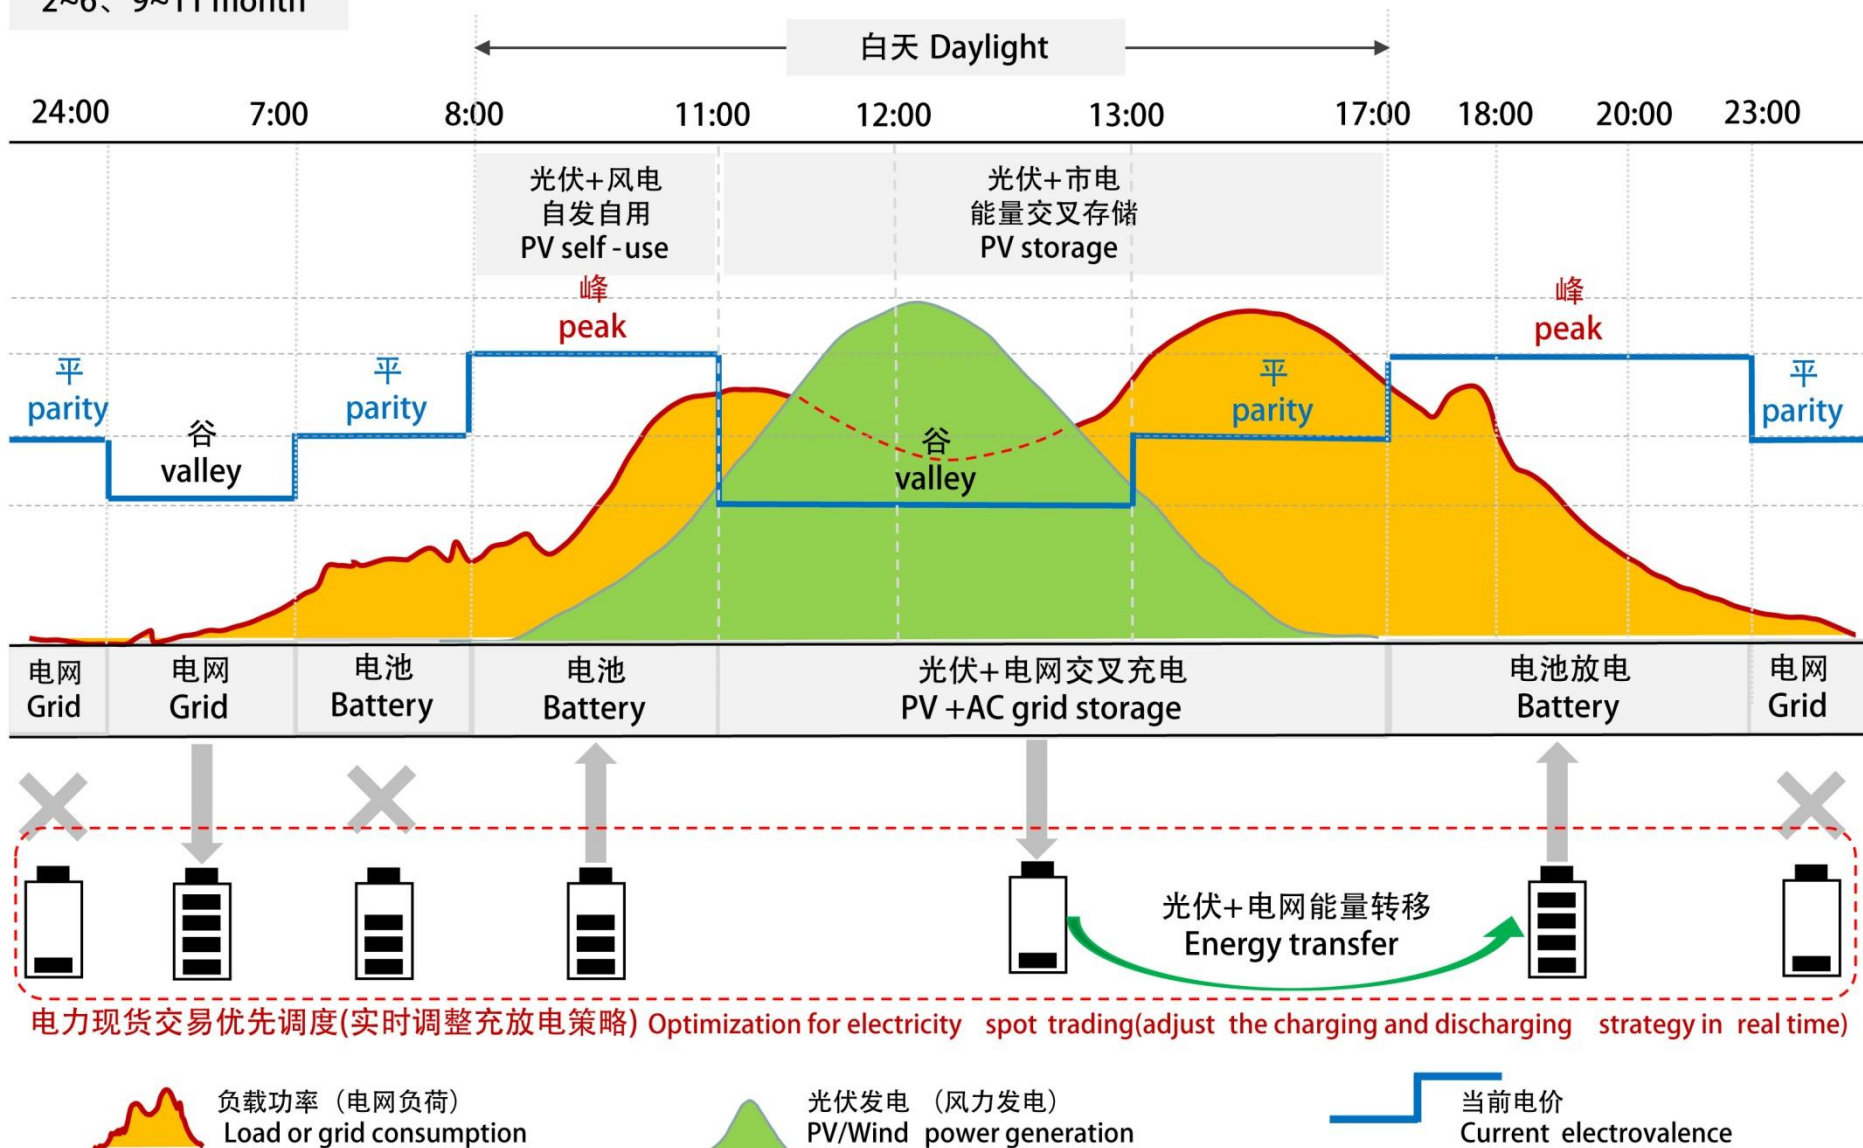 2~6、9~11 month
白天 Daylight
24:00 7:00 8:00 11:00 12:00 13:00 17:00 18:00 20:00 23:00
光伏+风电
自发自用
PV self-use
光伏+市电
能量交叉存储
PV storage
峰
peak
峰
peak
平
parity
谷
valley
平
parity
谷
valley
平
parity
平
parity
电网
Grid
电网
Grid
电池
Battery
电池
Battery
光伏+电网交叉充电
PV +AC grid storage
电池放电
Battery
电网
Grid
光伏+电网能量转移
Energy transfer
电力现货交易优先调度(实时调整充放电策略) Optimization for electricity spot trading(adjust the charging and discharging strategy in real time)
负载功率（电网负荷）
Load or grid consumption
光伏发电 （风力发电）
PV/Wind power generation
当前电价
Current electrovalence